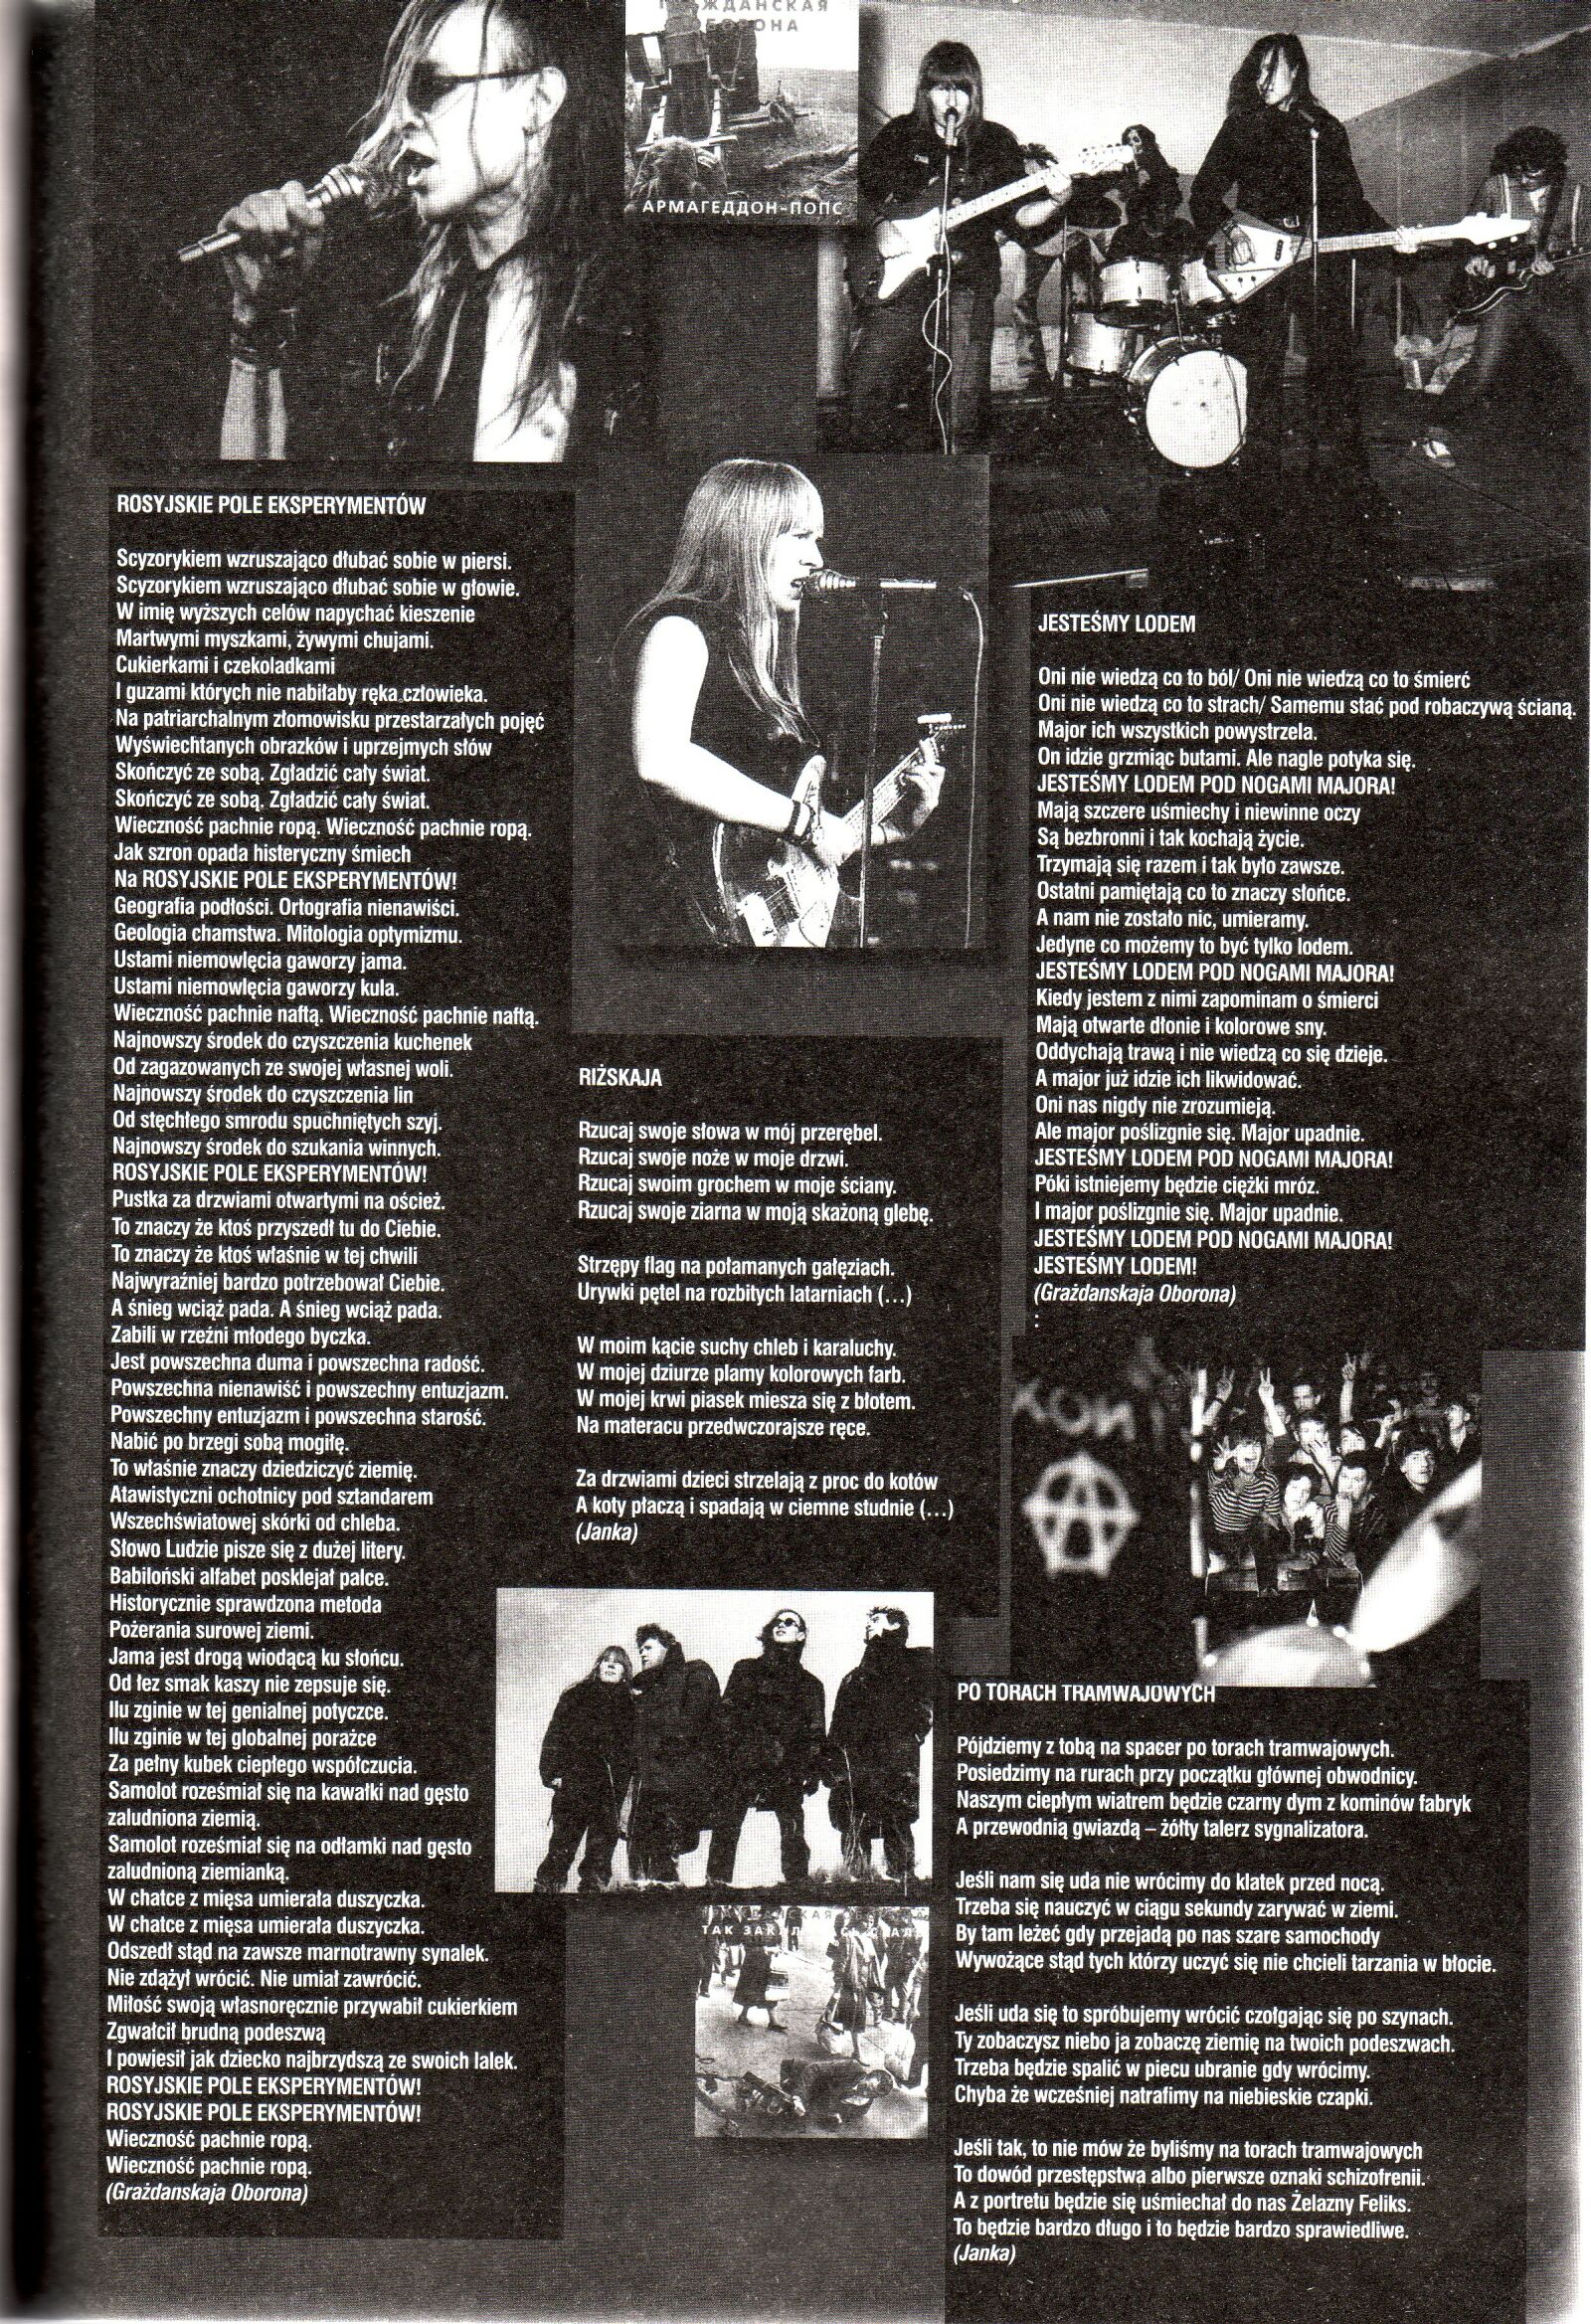 ГРАЖДАНСКАЯ
ОБОРОНА
АРМАГЕДДОН-ПОПС
ROSYJSKIE POLE EKSPERYMENTÓW
Scyzorykiem wzruszająco dłubać sobie w piersi.
Scyzorykiem wzruszająco dłubać sobie w głowie.
W imię wyższych celów napychać kieszenie
Martwymi myszkami, żywymi chujami.
Cukierkami i czekoladkami
I guzami których nie nabiłaby ręka człowieka.
Na patriarchalnym złomowisku przestarzałych pojęć
Wyświechtanych obrazków i uprzejmych słów
Skończyć ze sobą. Zgładzić cały świat.
Skończyć ze sobą. Zgładzić cały świat.
Wieczność pachnie ropą. Wieczność pachnie ropą.
Jak szron opada histeryczny śmiech
Na ROSYJSKIE POLE EKSPERYMENTÓW!
Geografia podłości. Ortografia nienawiści.
Geologia chamstwa. Mitologia optymizmu.
Ustami niemowlęcia gaworzy jama.
Ustami niemowlęcia gaworzy kula.
Wieczność pachnie naftą. Wieczność pachnie naftą.
Najnowszy środek do czyszczenia kuchenek
Od zagazowanych ze swojej własnej woli.
Najnowszy środek do czyszczenia lin
Od stęchłego smrodu spuchniętych szyj.
Najnowszy środek do szukania winnych.
ROSYJSKIE POLE EKSPERYMENTÓW!
Pustka za drzwiami otwartymi na oścież.
To znaczy że ktoś przyszedł tu do Ciebie.
To znaczy że ktoś właśnie w tej chwili
Najwyraźniej bardzo potrzebował Ciebie.
A śnieg wciąż pada. A śnieg wciąż pada.
Zabili w rzeźni młodego byczka.
Jest powszechna duma i powszechna radość.
Powszechna nienawiść i powszechny entuzjazm.
Powszechny entuzjazm i powszechna starość.
Nabić po brzegi sobą mogiłę.
To właśnie znaczy dziedziczyć ziemię.
Atawistyczni ochotnicy pod sztandarem
Wszechświatowej skórki od chleba.
Słowo Ludzie pisze się z dużej litery.
Babiloński alfabet posklejał palce.
Historycznie sprawdzona metoda
Pożerania surowej ziemi.
Jama jest drogą wiodącą ku słońcu.
Od łez smak kaszy nie zepsuje się.
Ilu zginie w tej genialnej potyczce.
Ilu zginie w tej globalnej porażce
Za pełny kubek ciepłego współczucia.
Samolot roześmiał się na kawałki nad gęsto
zaludniona ziemią.
Samolot roześmiał się na odłamki nad gęsto
zaludnioną ziemianką.
W chatce z mięsa umierała duszyczka.
W chatce z mięsa umierała duszyczka.
Odszedł stąd na zawsze marnotrawny synalek.
Nie zdążył wrócić. Nie umiał zawrócić.
Miłość swoją własnoręcznie przywabił cukierkiem
Zgwałcił brudną podeszwą
I powiesił jak dziecko najbrzydszą ze swoich lalek.
ROSYJSKIE POLE EKSPERYMENTÓW!
ROSYJSKIE POLE EKSPERYMENTÓW!
Wieczność pachnie ropą.
Wieczność pachnie ropą.
(Grażdanskaja Oborona)
RIŻSKAJA
Rzucaj swoje słowa w mój przerębel.
Rzucaj swoje noże w moje drzwi.
Rzucaj swoim grochem w moje ściany.
Rzucaj swoje ziarna w moją skażoną glebę.
Strzępy flag na połamanych gałęziach.
Urywki pętel na rozbitych latarniach (...)
W moim kącie suchy chleb i karaluchy.
W mojej dziurze plamy kolorowych farb.
W mojej krwi piasek miesza się z błotem.
Na materacu przedwczorajsze ręce.
Za drzwiami dzieci strzelają z proc do kotów
A koty płaczą i spadają w ciemne studnie (...)
(Janka)
ТАК
JESTEŚMY LODEM
Oni nie wiedzą co to ból/ Oni nie wiedzą co to śmierć
Oni nie wiedzą co to strach/ Samemu stać pod robaczywą ścianą.
Major ich wszystkich powystrzela.
On idzie grzmiąc butami. Ale nagle potyka się.
JESTEŚMY LODEM POD NOGAMI MAJORA!
Mają szczere uśmiechy i niewinne oczy
Są bezbronni i tak kochają życie.
Trzymają się razem i tak było zawsze.
Ostatni pamiętają co to znaczy słońce.
A nam nie zostało nic, umieramy.
Jedyne co możemy to być tylko lodem.
JESTEŚMY LODEM POD NOGAMI MAJORA!
Kiedy jestem z nimi zapominam o śmierci
Mają otwarte dłonie i kolorowe sny.
Oddychają trawą i nie wiedzą co się dzieje.
A major już idzie ich likwidować.
Oni nas nigdy nie zrozumieją.
Ale major poślizgnie się. Major upadnie.
JESTEŚMY LODEM POD NOGAMI MAJORA!
Póki istniejemy będzie ciężki mróz.
I major poślizgnie się. Major upadnie.
JESTEŚMY LODEM POD NOGAMI MAJORA!
JESTEŚMY LODEM!
(Grażdanskaja Oborona)
:
PO TORACH TRAMWAJOWYCH
Pójdziemy z tobą na spacer po torach tramwajowych.
Posiedzimy na rurach przy początku głównej obwodnicy.
Naszym ciepłym wiatrem będzie czarny dym z kominów fabryk
A przewodnią gwiazdą – żółty talerz sygnalizatora.
Jeśli nam się uda nie wrócimy do klatek przed nocą.
Trzeba się nauczyć w ciągu sekundy zarywać w ziemi.
By tam leżeć gdy przejadą po nas szare samochody
Wywożące stąd tych którzy uczyć się nie chcieli tarzania w błocie.
Jeśli uda się to spróbujemy wrócić czołgając się po szynach.
Ty zobaczysz niebo ja zobaczę ziemię na twoich podeszwach.
Trzeba będzie spalić w piecu ubranie gdy wrócimy.
Chyba że wcześniej natrafimy na niebieskie czapki.
Jeśli tak, to nie mów że byliśmy na torach tramwajowych
To dowód przestępstwa albo pierwsze oznaki schizofrenii.
A z portretu będzie się uśmiechał do nas Żelazny Feliks.
To będzie bardzo długo i to będzie bardzo sprawiedliwe.
(Janka)